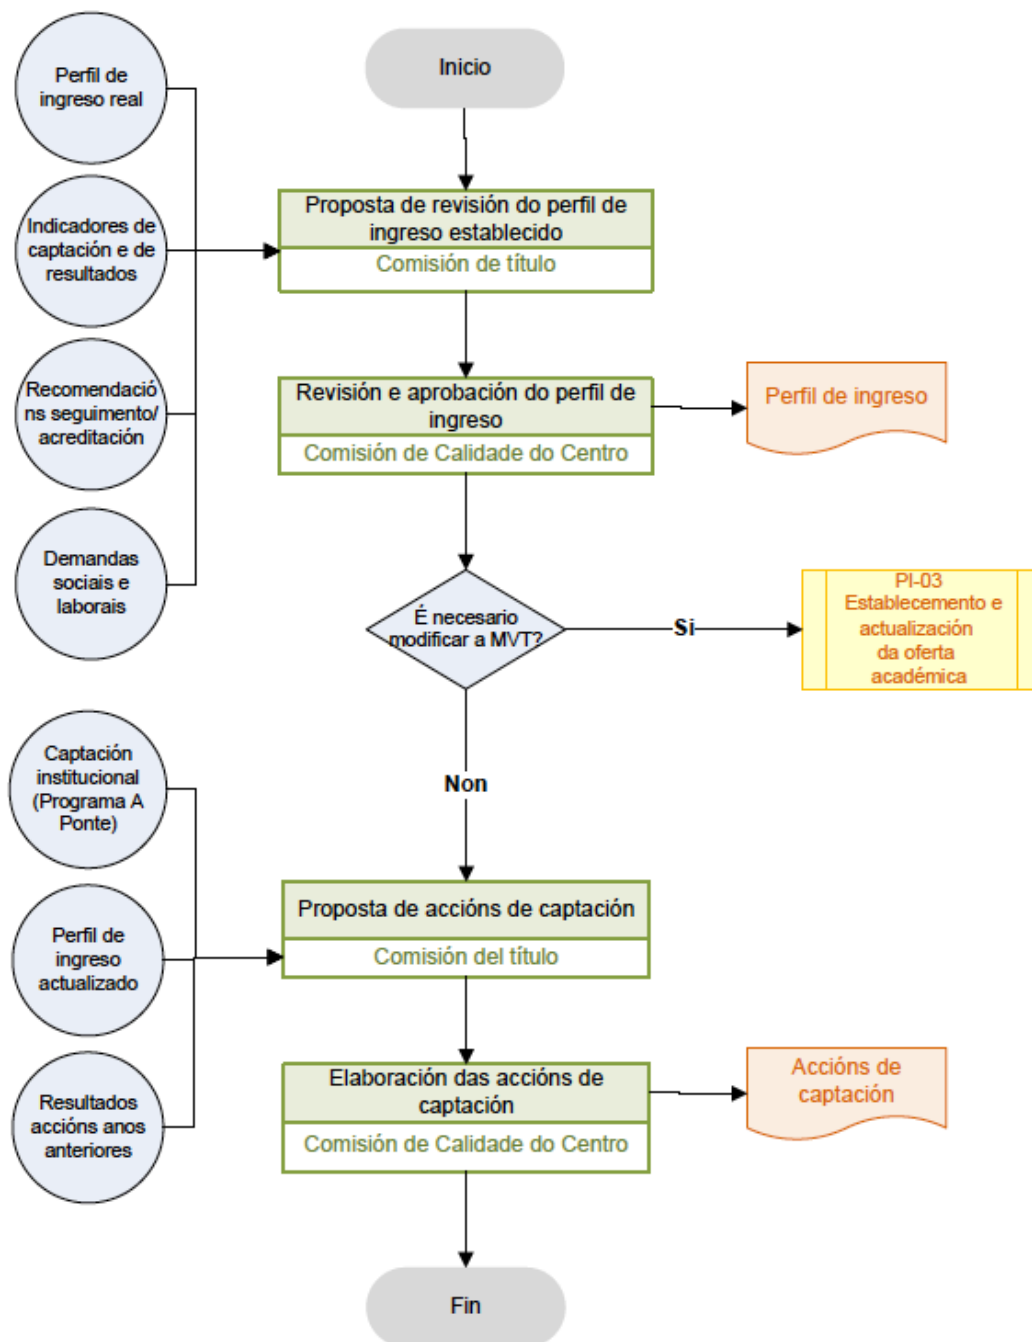 Inicio
Perfil de
ingreso real
Indicadores de
captación e de
resultados
Recomendació
ns seguimento/
acreditación
Demandas
sociais e
laborais
Proposta de revisión do perfil de
ingreso establecido
Comisión de título
Revisión e aprobación do perfil de
ingreso
Comisión de Calidade do Centro
Perfil de ingreso
É necesario
modificar a MVT?
Si
PI-03
Establecemento e
actualización
da oferta
académica
Non
Captación
institucional
(Programa A
Ponte)
Perfil de
ingreso
actualizado
Resultados
accións anos
anteriores
Proposta de accións de captación
Comisión del título
Elaboración das accións de
captación
Comisión de Calidade do Centro
Accións de
captación
Fin